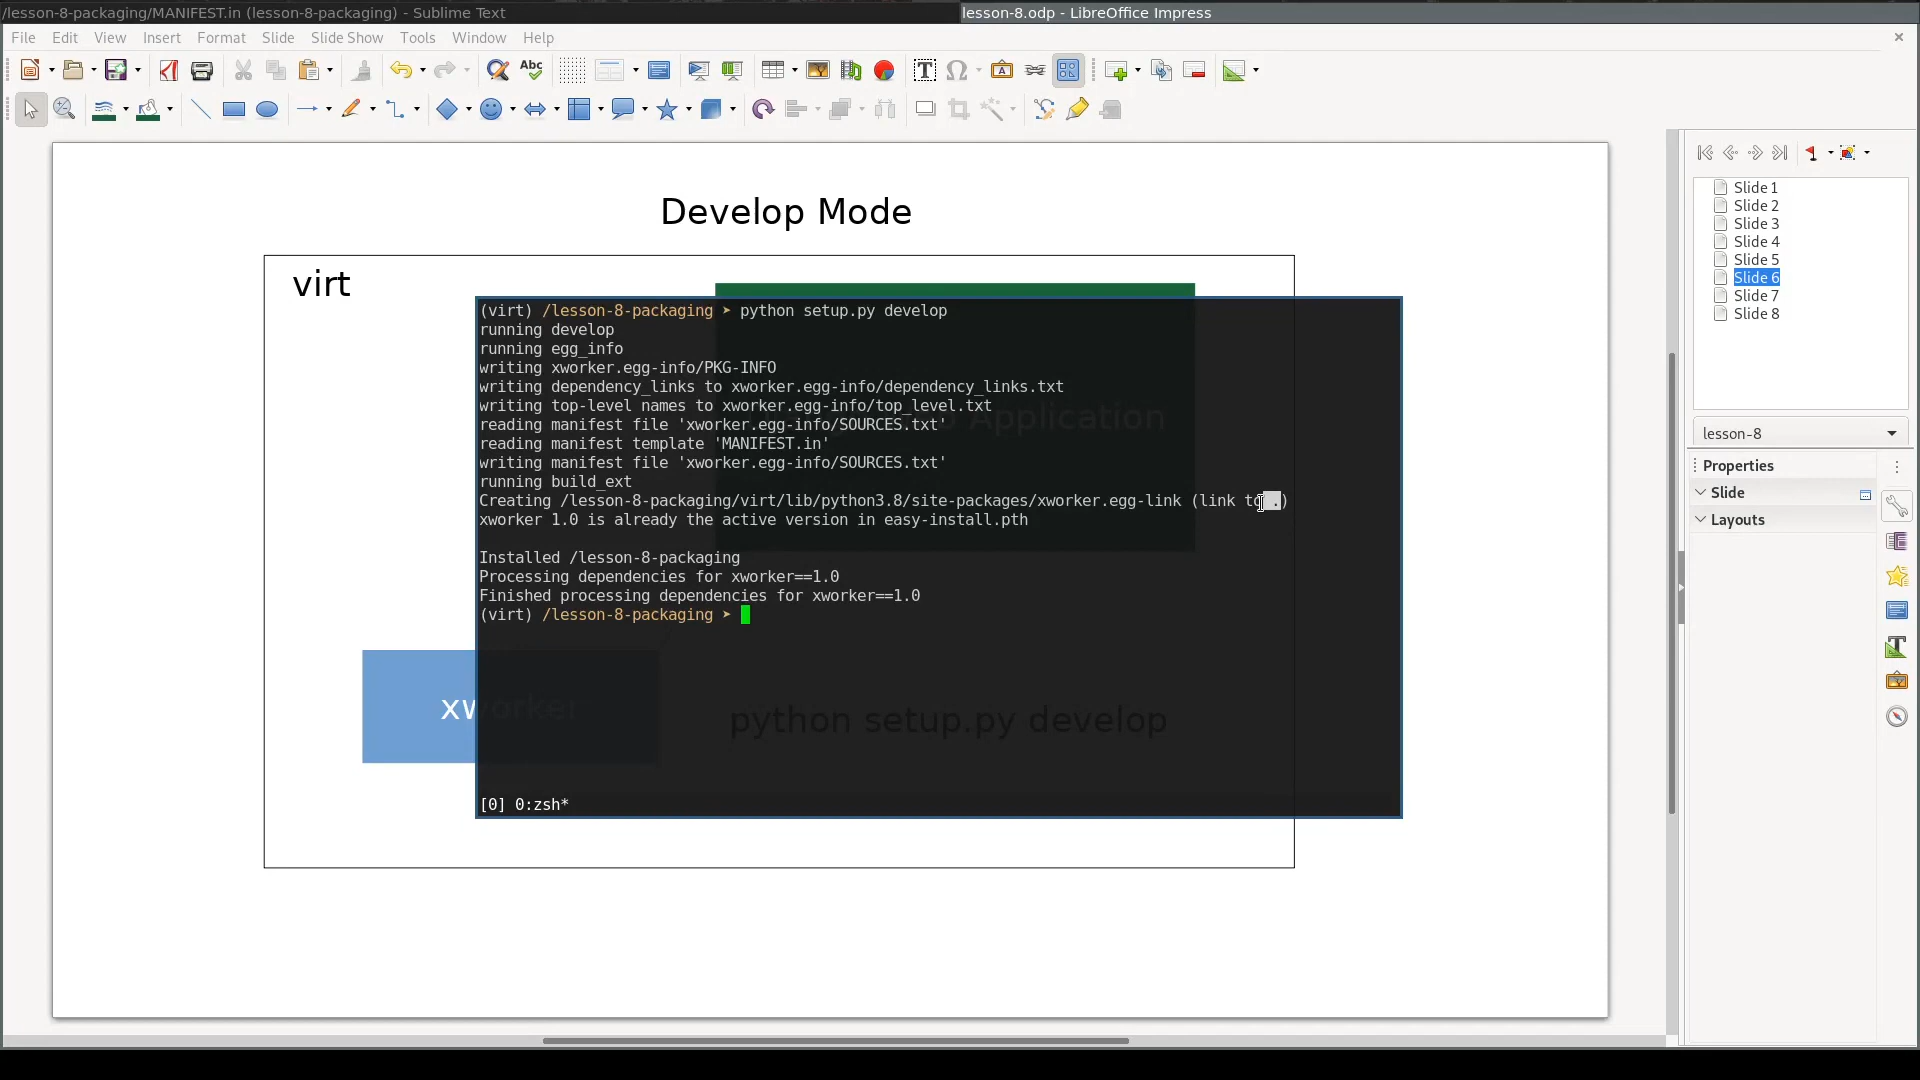 /lesson-8-packaging/MANIFEST.in (lesson-8-packaging) - Sublime Text
lesson-8.odp - LibreOffice Impress
File Edit View Insert Format Slide Slide Show Tools Window Help
Abc
Develop Mode
virt
(virt) /lesson-8-packaging ➤ python setup.py develop
running develop
running egg_info
writing xworker.egg-info/PKG-INFO
writing dependency_links to xworker.egg-info/dependency_links.txt
writing top-level names to xworker.egg-info/top_level.txt
reading manifest file 'xworker.egg-info/SOURCES.txt'
reading manifest template 'MANIFEST.in'
writing manifest file 'xworker.egg-info/SOURCES.txt'
running build_ext
Creating /lesson-8-packaging/virt/lib/python3.8/site-packages/xworker.egg-link (link to .)
xworker 1.0 is already the active version in easy-install.pth
Installed /lesson-8-packaging
Processing dependencies for xworker==1.0
Finished processing dependencies for xworker==1.0
(virt) /lesson-8-packaging ➤
[0] 0:zsh*
Application
xworker
python setup.py develop
Slide 1
Slide 2
Slide 3
Slide 4
Slide 5
Slide 6
Slide 7
Slide 8
lesson-8
Properties
Slide
Layouts